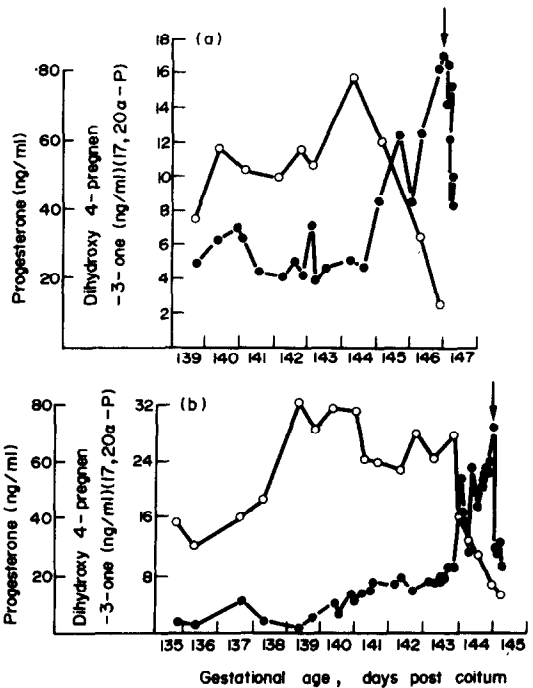 (a)
Progesterone (ng/ml)
80
60
40
20
Dihydroxy 4-pregnen
-3-one (ng/ml)(17,20α-P)
18
16
14
12
10
8
6
4
2
139 140 141 142 143 144 145 146 147
(b)
Progesterone (ng/ml)
80
60
40
20
Dihydroxy 4-pregnen
-3-one (ng/ml)(17,20α-P)
32
24
16
8
135 136 137 138 139 140 141 142 143 144 145
Gestational age, days post coitum